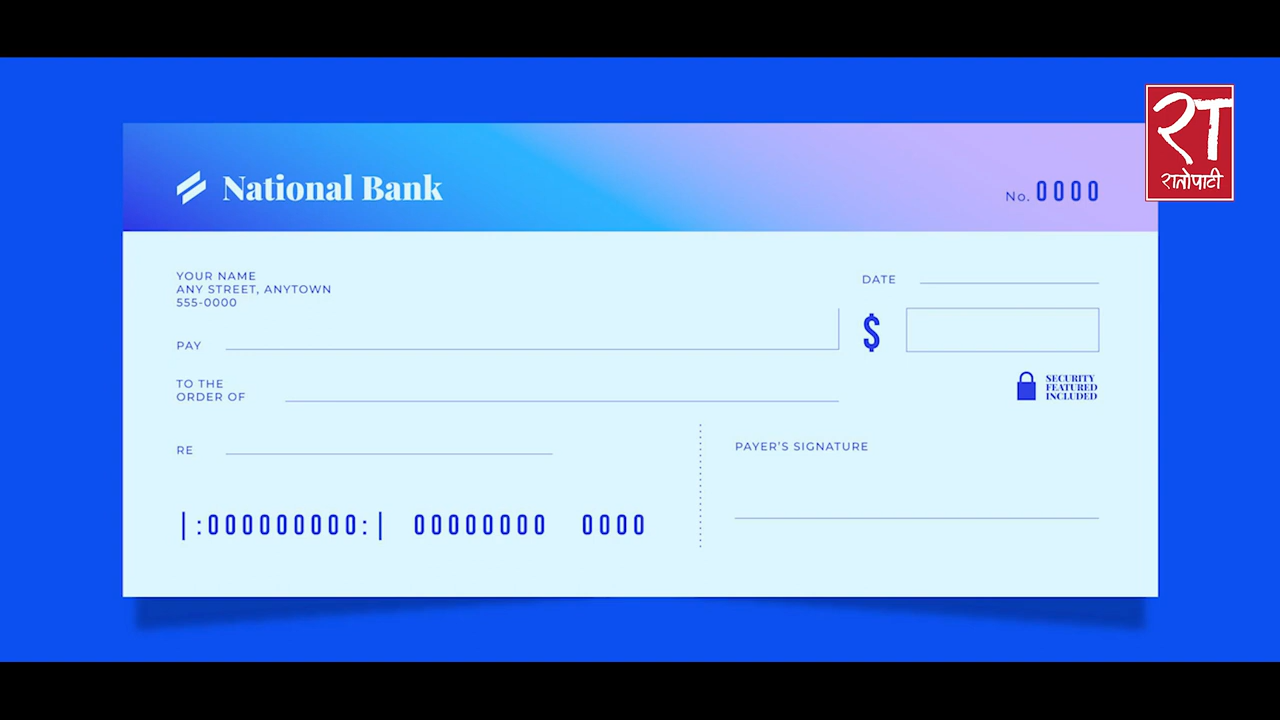 रा
रातोपाटी
National Bank
No. 0000
YOUR NAME
ANY STREET, ANYTOWN
555-0000
DATE
PAY
$
TO THE
ORDER OF
SECURITY
FEATURED
INCLUDED
RE
PAYER'S SIGNATURE
|:000000000:| 00000000 0000